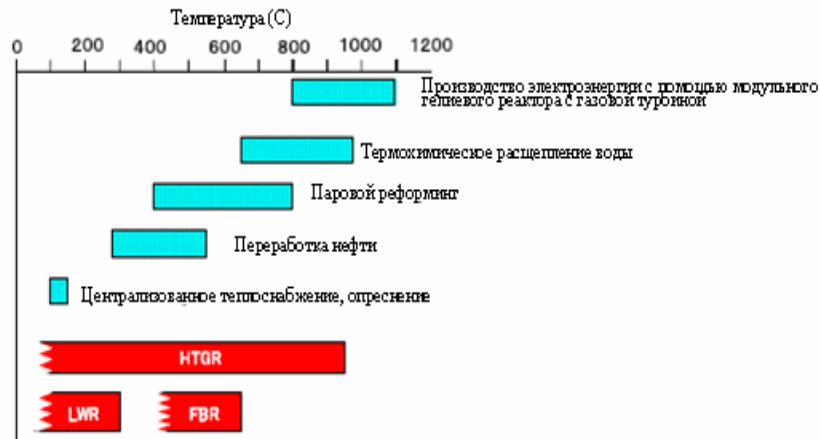 Температура (С)
0 200 400 600 800 1000 1200
Производство электроэнергии с помощью модульного
гелиевого реактора с газовой турбиной
Термохимическое расщепление воды
Паровой реформинг
Переработка нефти
Централизованное теплоснабжение, опреснение
HTGR
LWR FBR